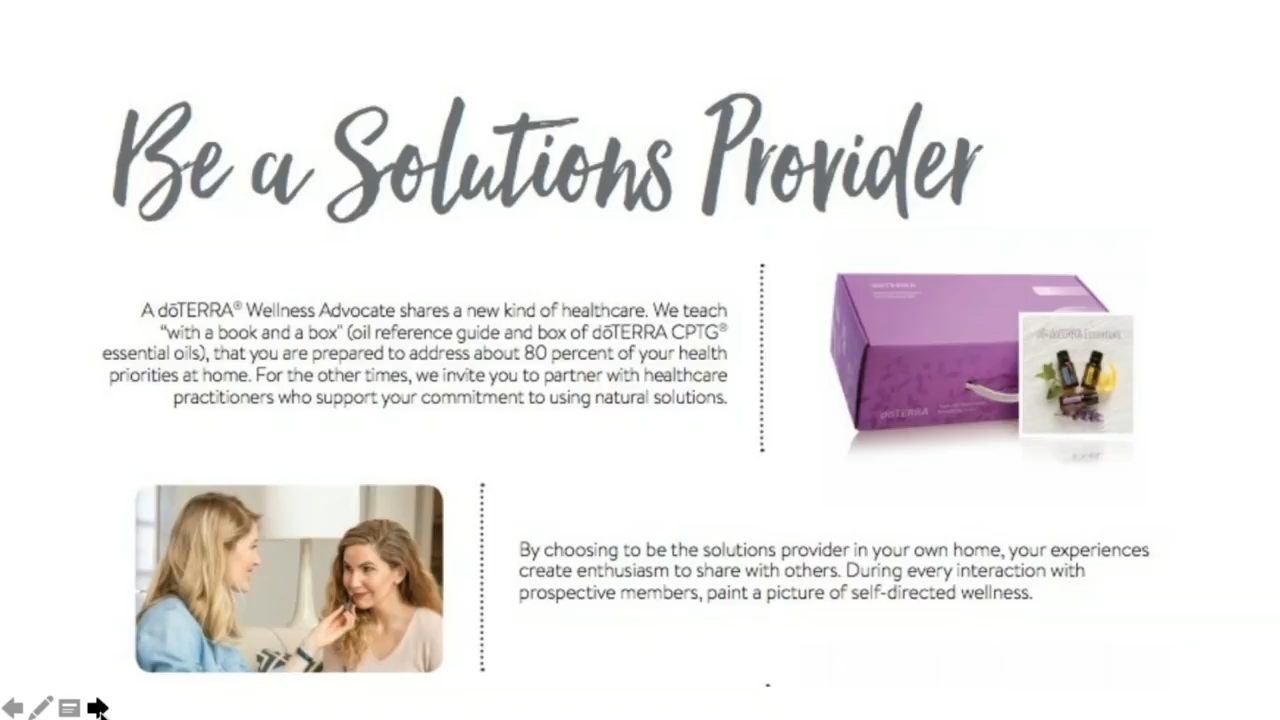 Be a Solutions Provider
A dōTERRA® Wellness Advocate shares a new kind of healthcare. We teach
"with a book and a box" (oil reference guide and box of dōTERRA CPTG®
essential oils), that you are prepared to address about 80 percent of your health
priorities at home. For the other times, we invite you to partner with healthcare
practitioners who support your commitment to using natural solutions.
dōTERRA
dōTERRA
By choosing to be the solutions provider in your own home, your experiences
create enthusiasm to share with others. During every interaction with
prospective members, paint a picture of self-directed wellness.